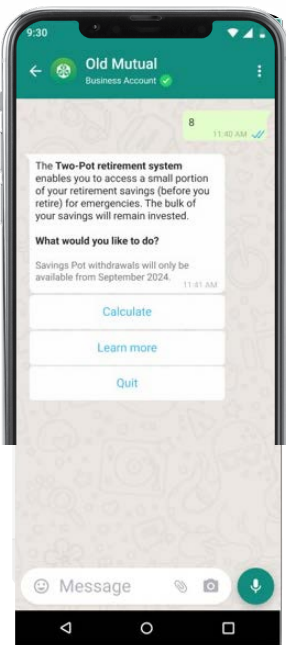 9:30
Old Mutual
Business Account
8
11:40 AM
The Two-Pot retirement system
enables you to access a small portion
of your retirement savings (before you
retire) for emergencies. The bulk of
your savings will remain invested.
What would you like to do?
Savings Pot withdrawals will only be
available from September 2024.
11:41 AM
Calculate
Learn more
Quit
Message